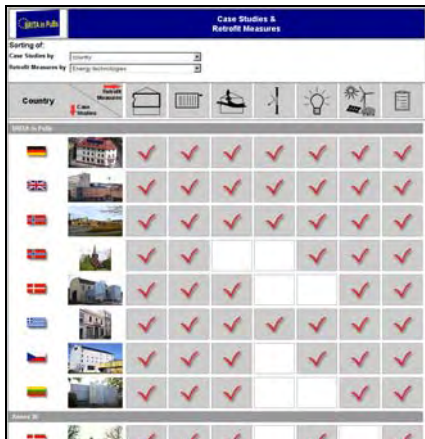 BRITA in PuBs
Case Studies &
Retrofit Measures
Sorting of:
Case Studies by
country
Retrofit Measures by
Energy technologies
Country
Retrofit
Measures
Case
Studies
BRITA in PuBs
Annex 36